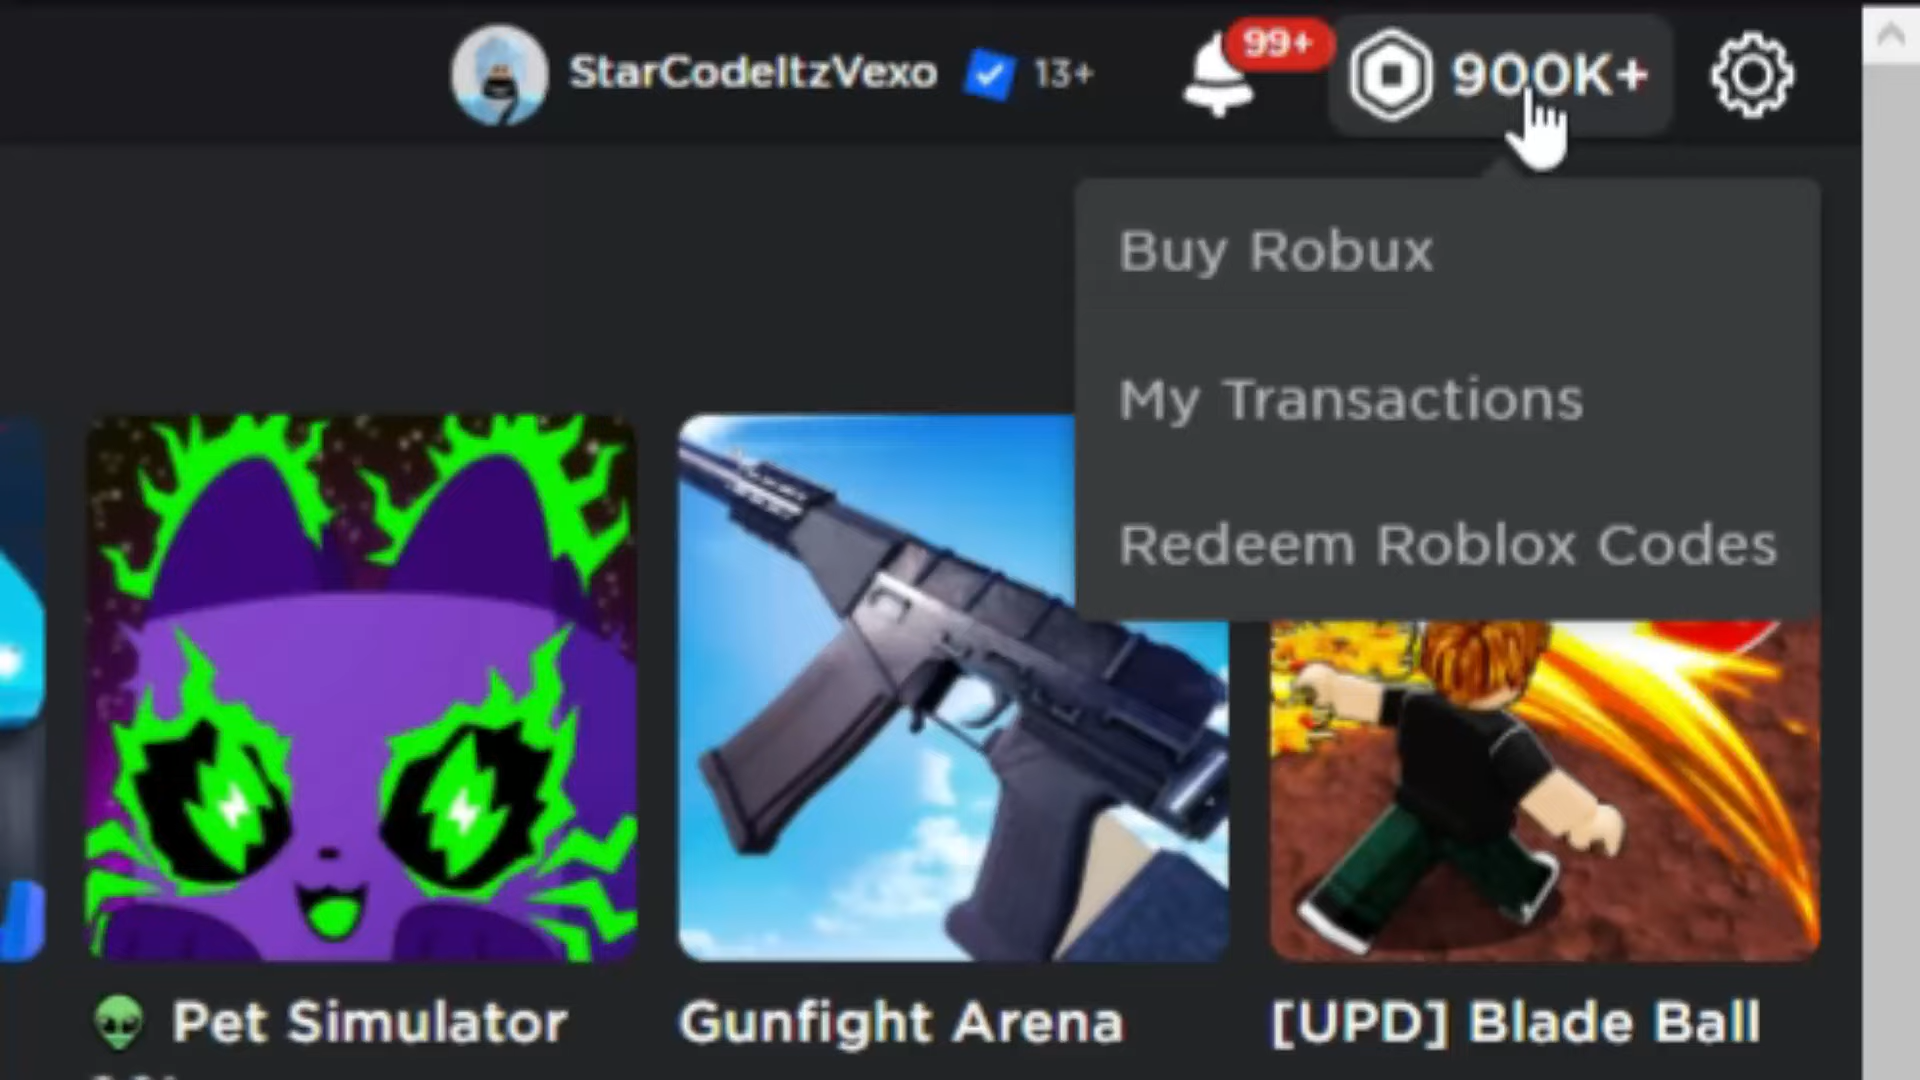 StarCodeItzVexo 13+ 99+ 900K+
Buy Robux
My Transactions
Redeem Roblox Codes
Pet Simulator
Gunfight Arena
[UPD] Blade Ball